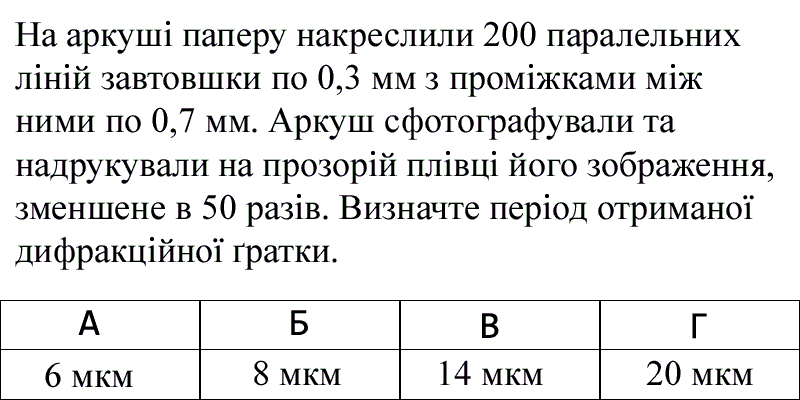 На аркуші паперу накреслили 200 паралельних
ліній завтовшки по 0,3 мм з проміжками між
ними по 0,7 мм. Аркуш сфотографували та
надрукували на прозорій плівці його зображення,
зменшене в 50 разів. Визначте період отриманої
дифракційної ґратки.
А Б В Г
6 мкм 8 мкм 14 мкм 20 мкм